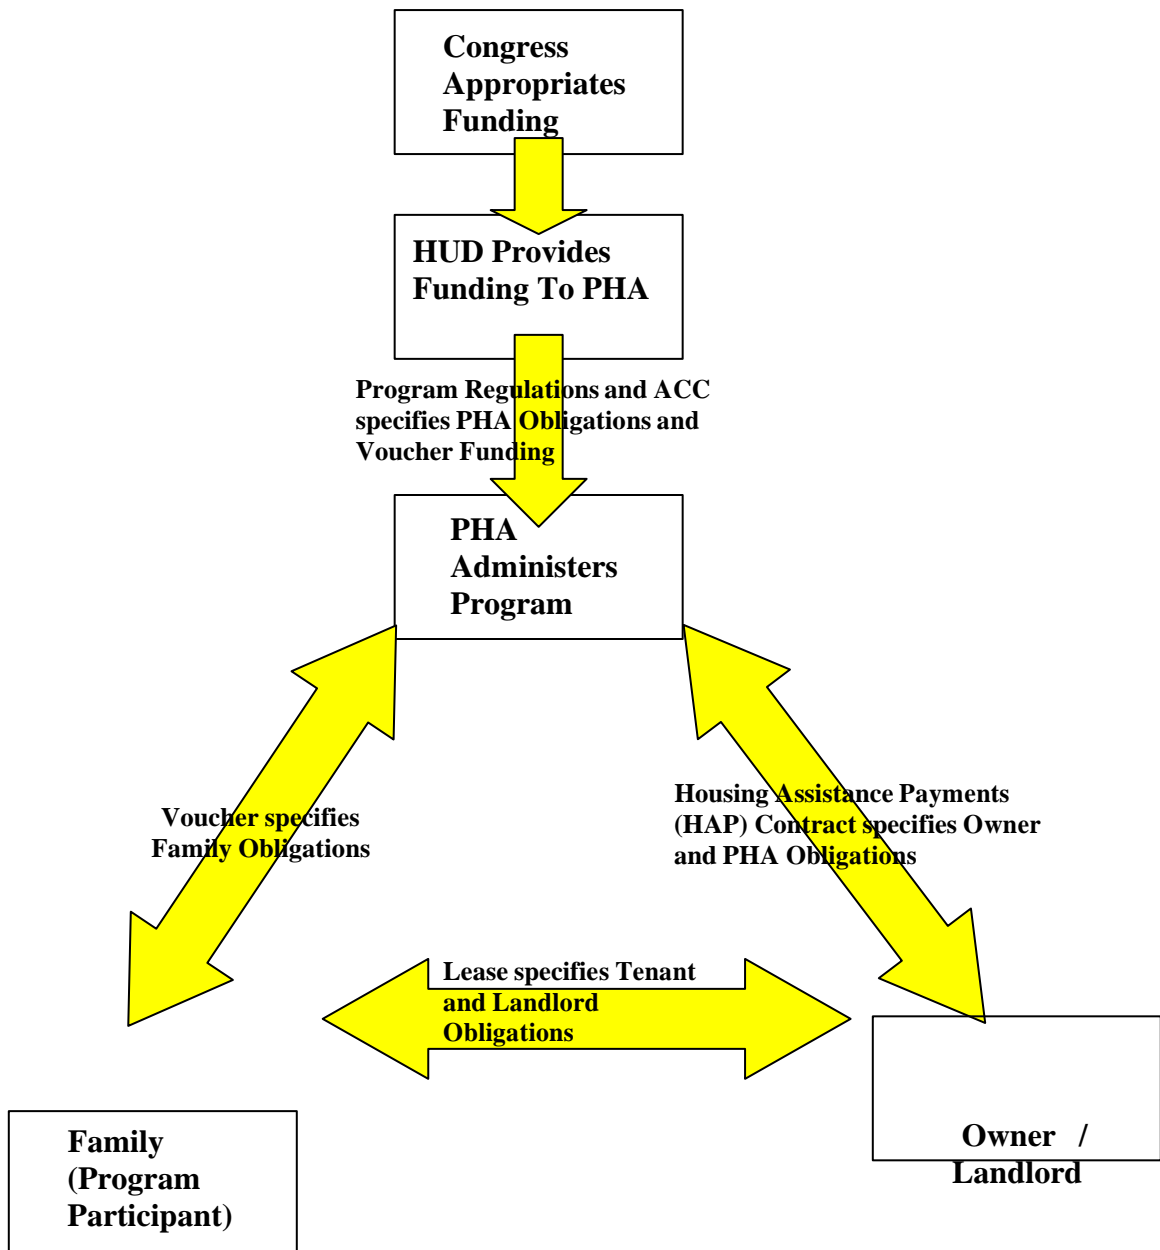 Congress
Appropriates
Funding
HUD Provides
Funding To PHA
Program Regulations and ACC
specifies PHA Obligations and
Voucher Funding
PHA
Administers
Program
Voucher specifies
Family Obligations
Housing Assistance Payments
(HAP) Contract specifies Owner
and PHA Obligations
Lease specifies Tenant
and Landlord
Obligations
Family
(Program
Participant)
Owner /
Landlord